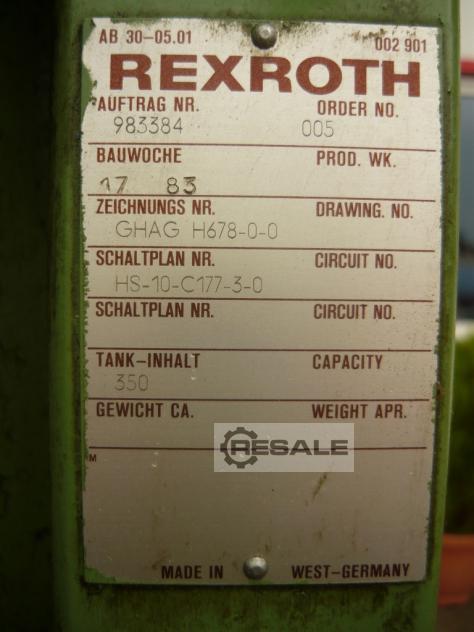 AB 30-05.01 002 901
REXROTH
AUFTRAG NR. ORDER NO.
983384 005
BAUWOCHE PROD. WK.
17 83
ZEICHNUNGS NR. DRAWING. NO.
GHAG H678-0-0
SCHALTPLAN NR. CIRCUIT NO.
HS-10-C177-3-0
SCHALTPLAN NR. CIRCUIT NO.
TANK-INHALT CAPACITY
350
GEWICHT CA. WEIGHT APR.
RESALE
M
MADE IN WEST-GERMANY